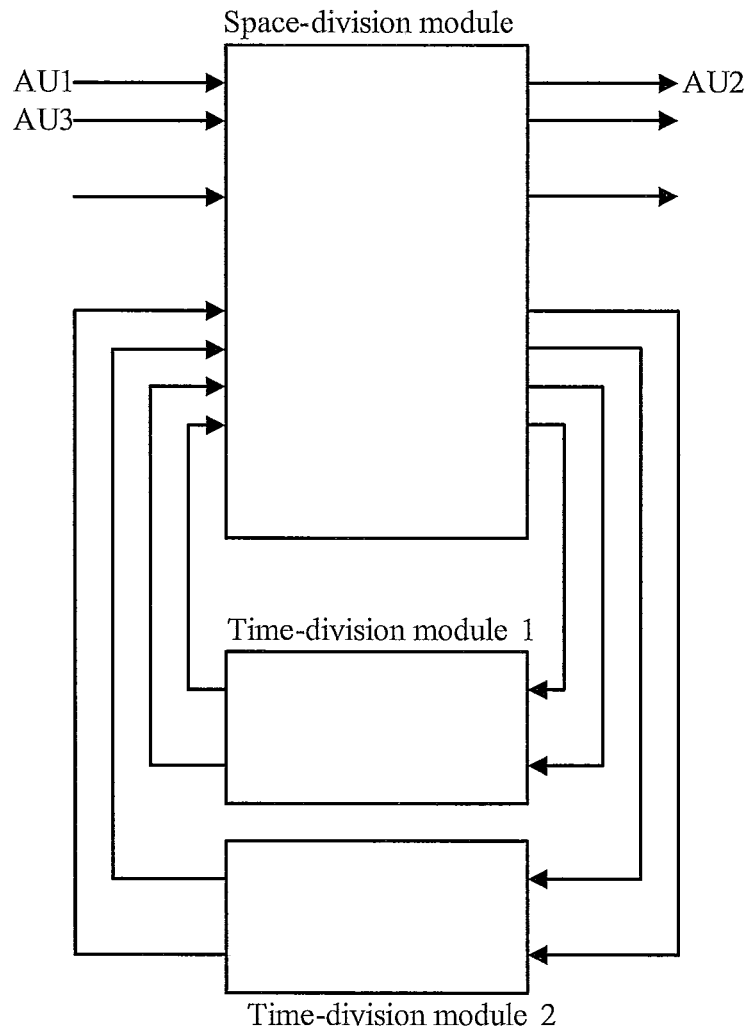 Space-division module
AU1
AU2
AU3
Time-division module 1
Time-division module 2